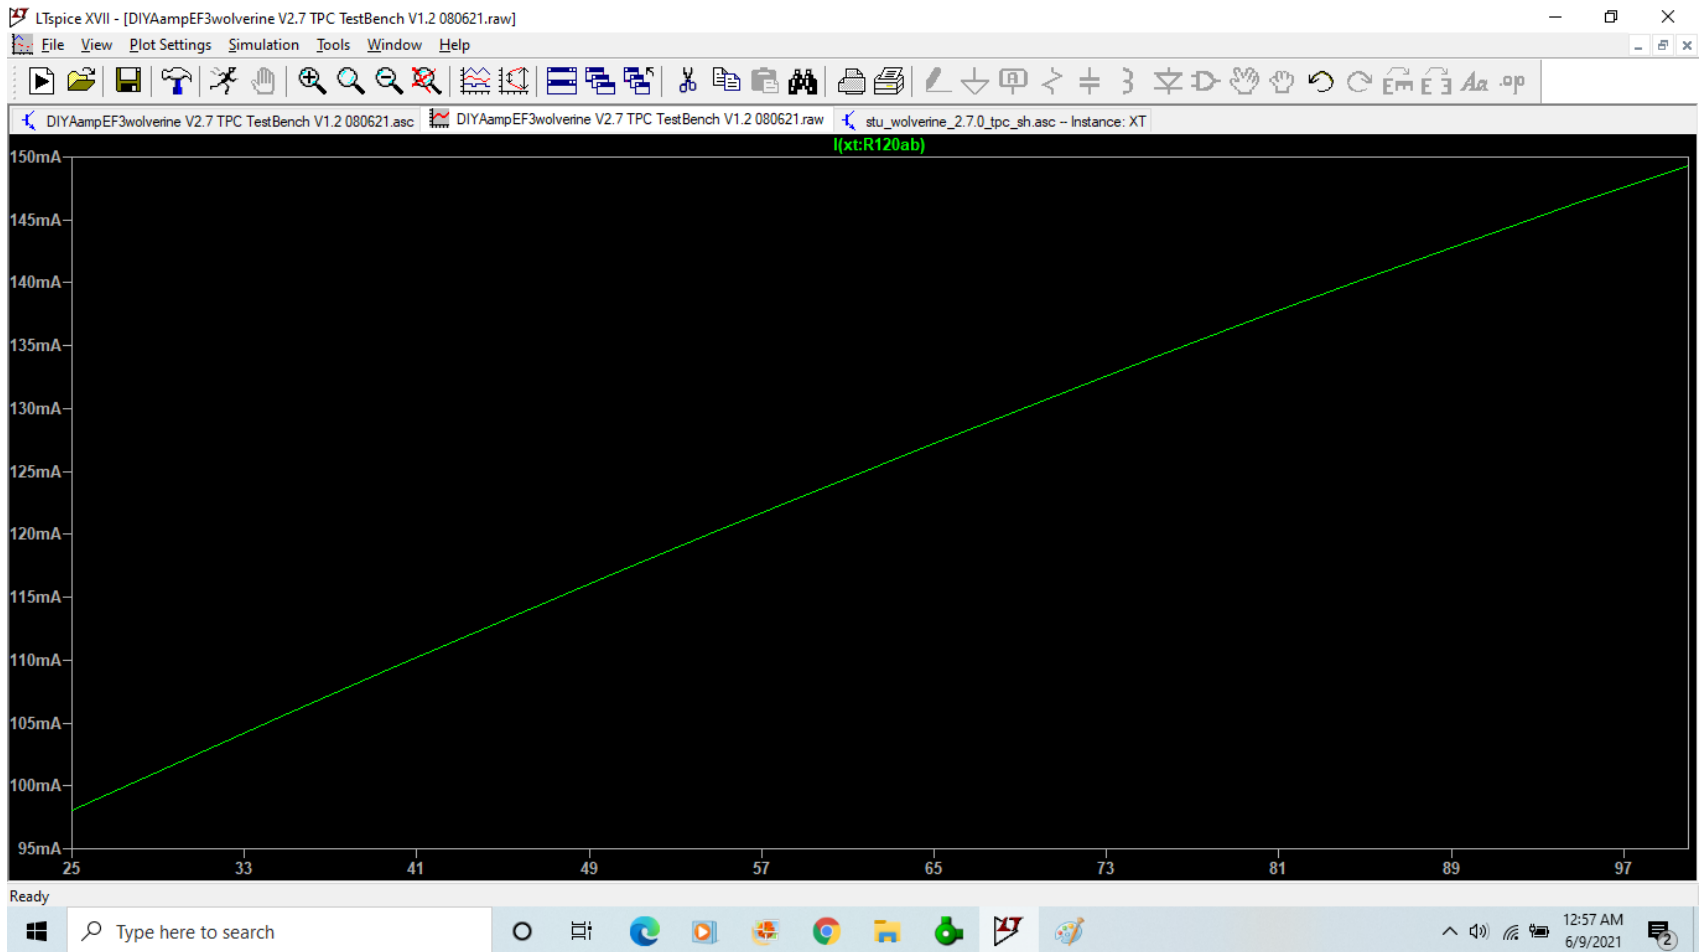 LTspice XVII - [DIYAampEF3wolverine V2.7 TPC TestBench V1.2 080621.raw]
File View Plot Settings Simulation Tools Window Help
Aa .op
DIYAampEF3wolverine V2.7 TPC TestBench V1.2 080621.asc DIYAampEF3wolverine V2.7 TPC TestBench V1.2 080621.raw stu_wolverine_2.7.0_tpc_sh.asc -- Instance: XT
I(xt:R120ab)
150mA
145mA
140mA
135mA
130mA
125mA
120mA
115mA
110mA
105mA
100mA
95mA
25 33 41 49 57 65 73 81 89 97
Ready
Type here to search
12:57 AM
6/9/2021
2